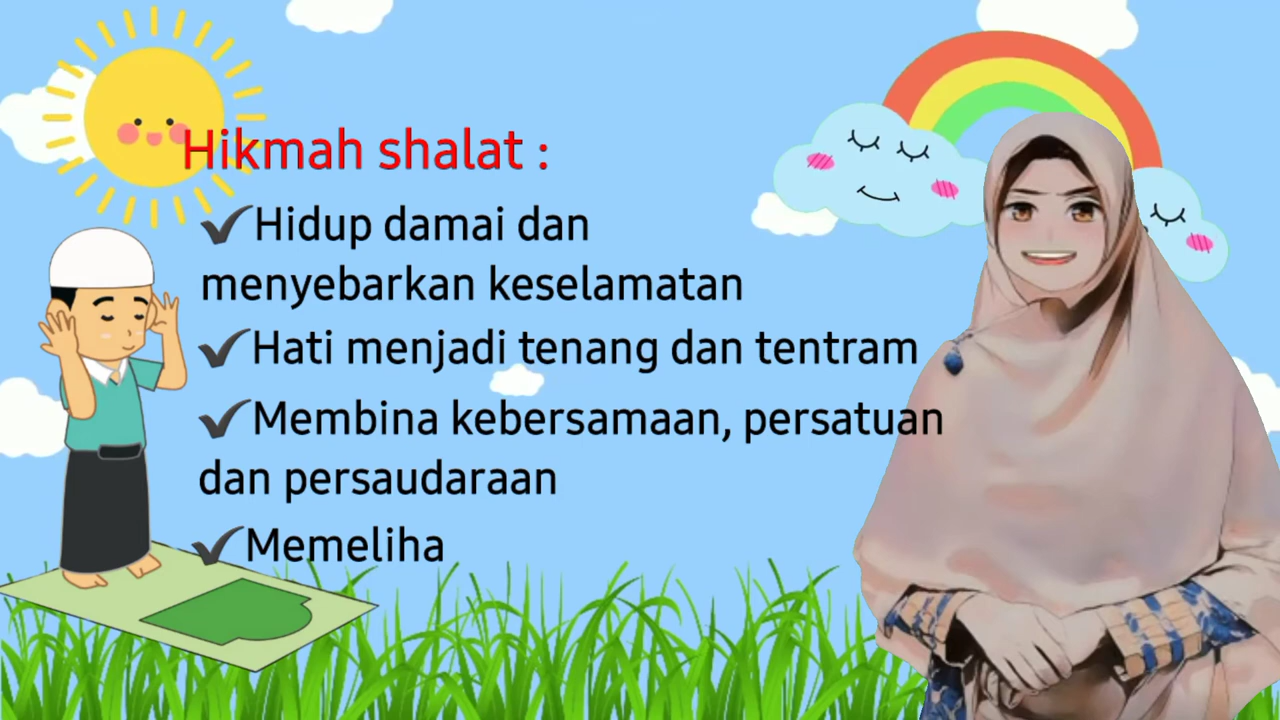 Hikmah shalat :
✔Hidup damai dan
menyebarkan keselamatan
✔Hati menjadi tenang dan tentram
✔Membina kebersamaan, persatuan
dan persaudaraan
✔Memeliha